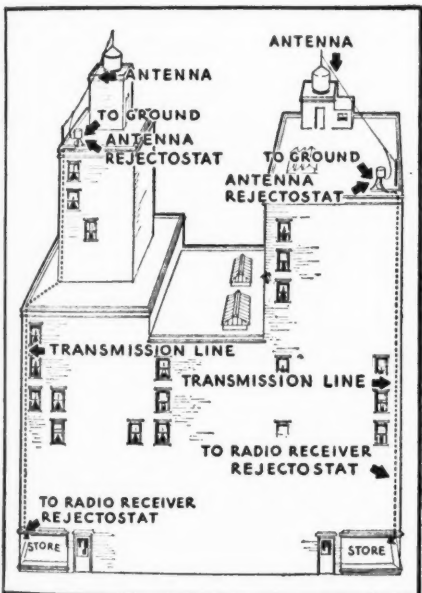 ANTENNA
TO GROUND
ANTENNA
REJECTOSTAT
ANTENNA
TO GROUND
ANTENNA
REJECTOSTAT
TRANSMISSION LINE
TRANSMISSION LINE
TO RADIO RECEIVER
REJECTOSTAT
TO RADIO RECEIVER
REJECTOSTAT
STORE
STORE